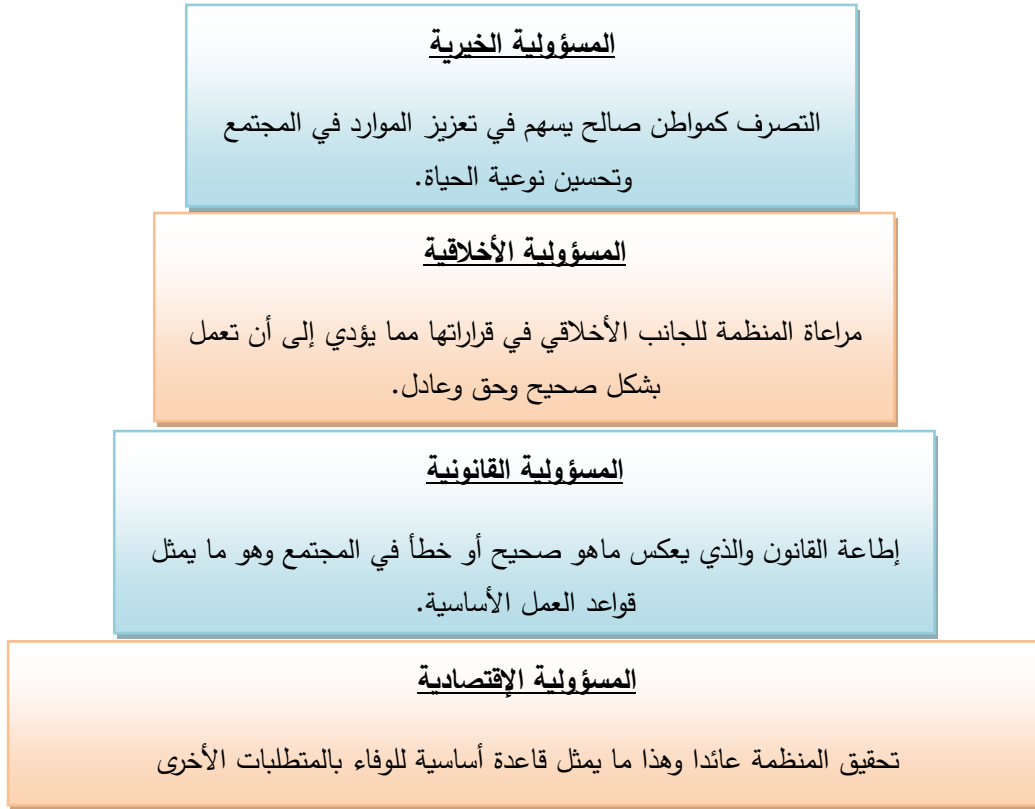 المسؤولية الخيرية
التصرف كمواطن صالح يسهم في تعزيز الموارد في المجتمع
وتحسين نوعية الحياة.
المسؤولية الأخلاقية
مراعاة المنظمة للجانب الأخلاقي في قراراتها مما يؤدي إلى أن تعمل
بشكل صحيح وحق وعادل.
المسؤولية القانونية
إطاعة القانون والذي يعكس ماهو صحيح أو خطأ في المجتمع وهو ما يمثل
قواعد العمل الأساسية.
المسؤولية الإقتصادية
تحقيق المنظمة عائدا وهذا ما يمثل قاعدة أساسية للوفاء بالمتطلبات الأخرى